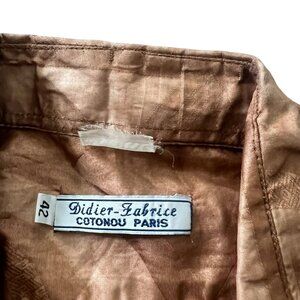 Didier-Fabrice
COTONOU PARIS
42